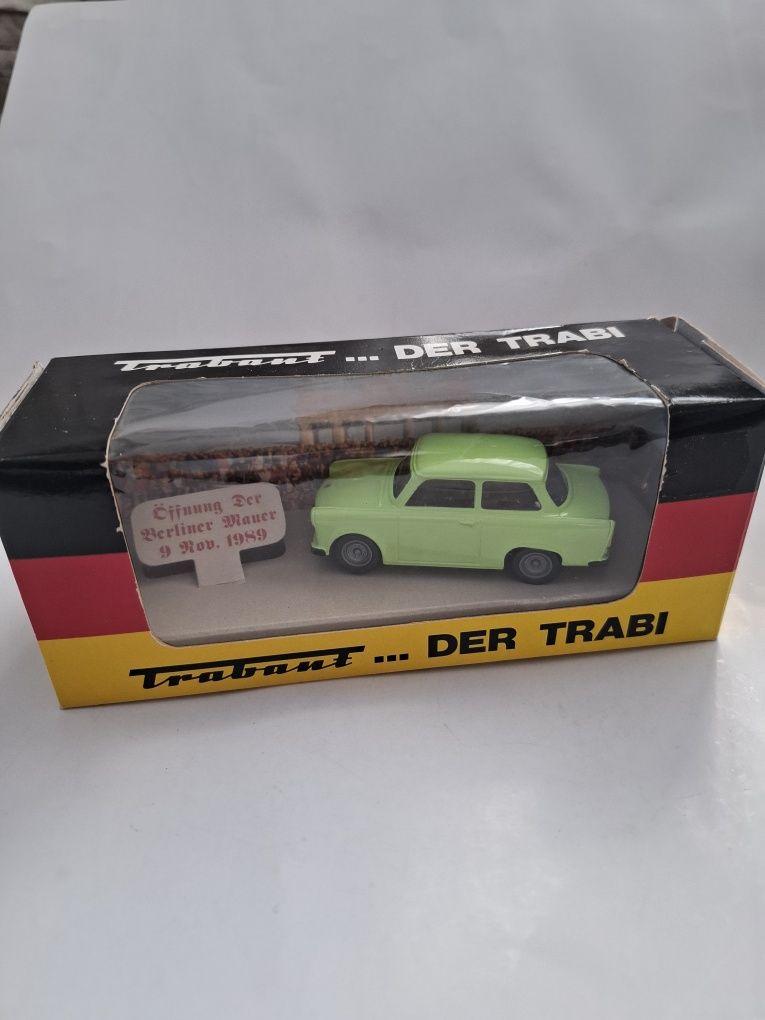 Trabant ... DER TRABI
Öffnung Der
Berliner Mauer
9 Nov. 1989
Trabant ... DER TRABI